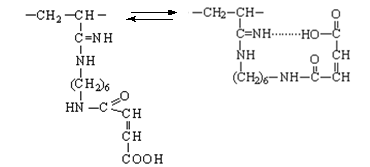 —CH₂—CH—
C=NH
NH
(CH₂)₆
HN—C=O
CH
CH
COOH
—CH₂—CH—
C=NH·········HO—C=O
NH
CH
CH
(CH₂)₆—NH—C=O